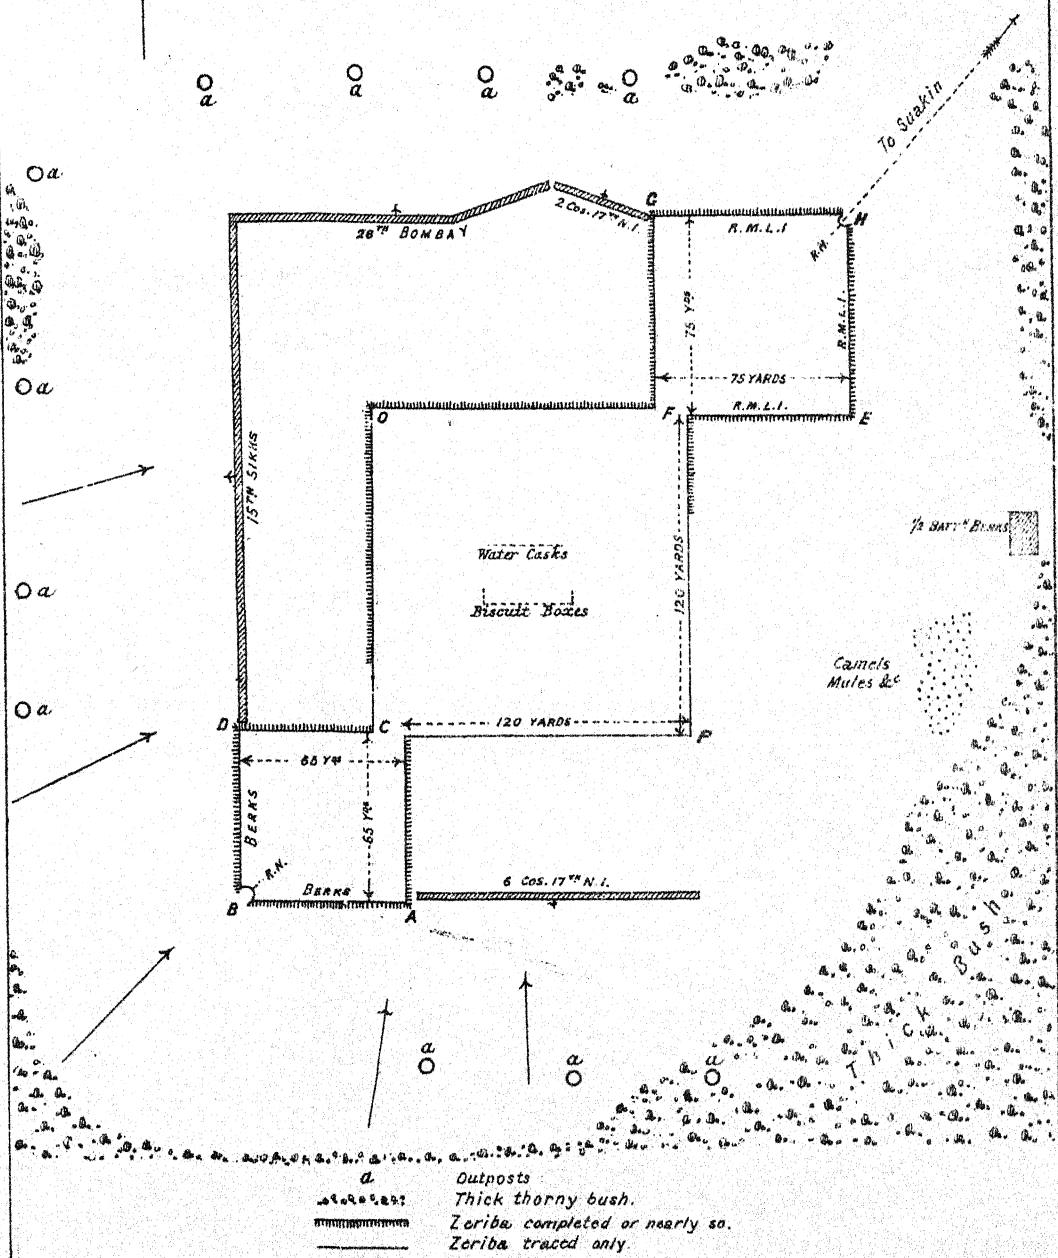 a
a
a
a
To Suakin
a
G
2 Cos. 17TH N.I.
28TH BOMBAY
R.M.L.I
H
R.H.
75 YDS
R.M.L.I.
75 YARDS
a
O
F
R.M.L.I.
E
15TH SIKHS
½ BATTN BERKS
Water Casks
120 YARDS
a
Biscuit Boxes
Camels
Mules &c
a
D
C
120 YARDS
P
65 YDS
BERKS
65 YDS
R.N.
BERKS
6 Cos. 17TH N.I.
B
A
Thick Bush
a
a
a
a Outposts
Thick thorny bush.
Zeriba completed or nearly so.
Zeriba traced only.